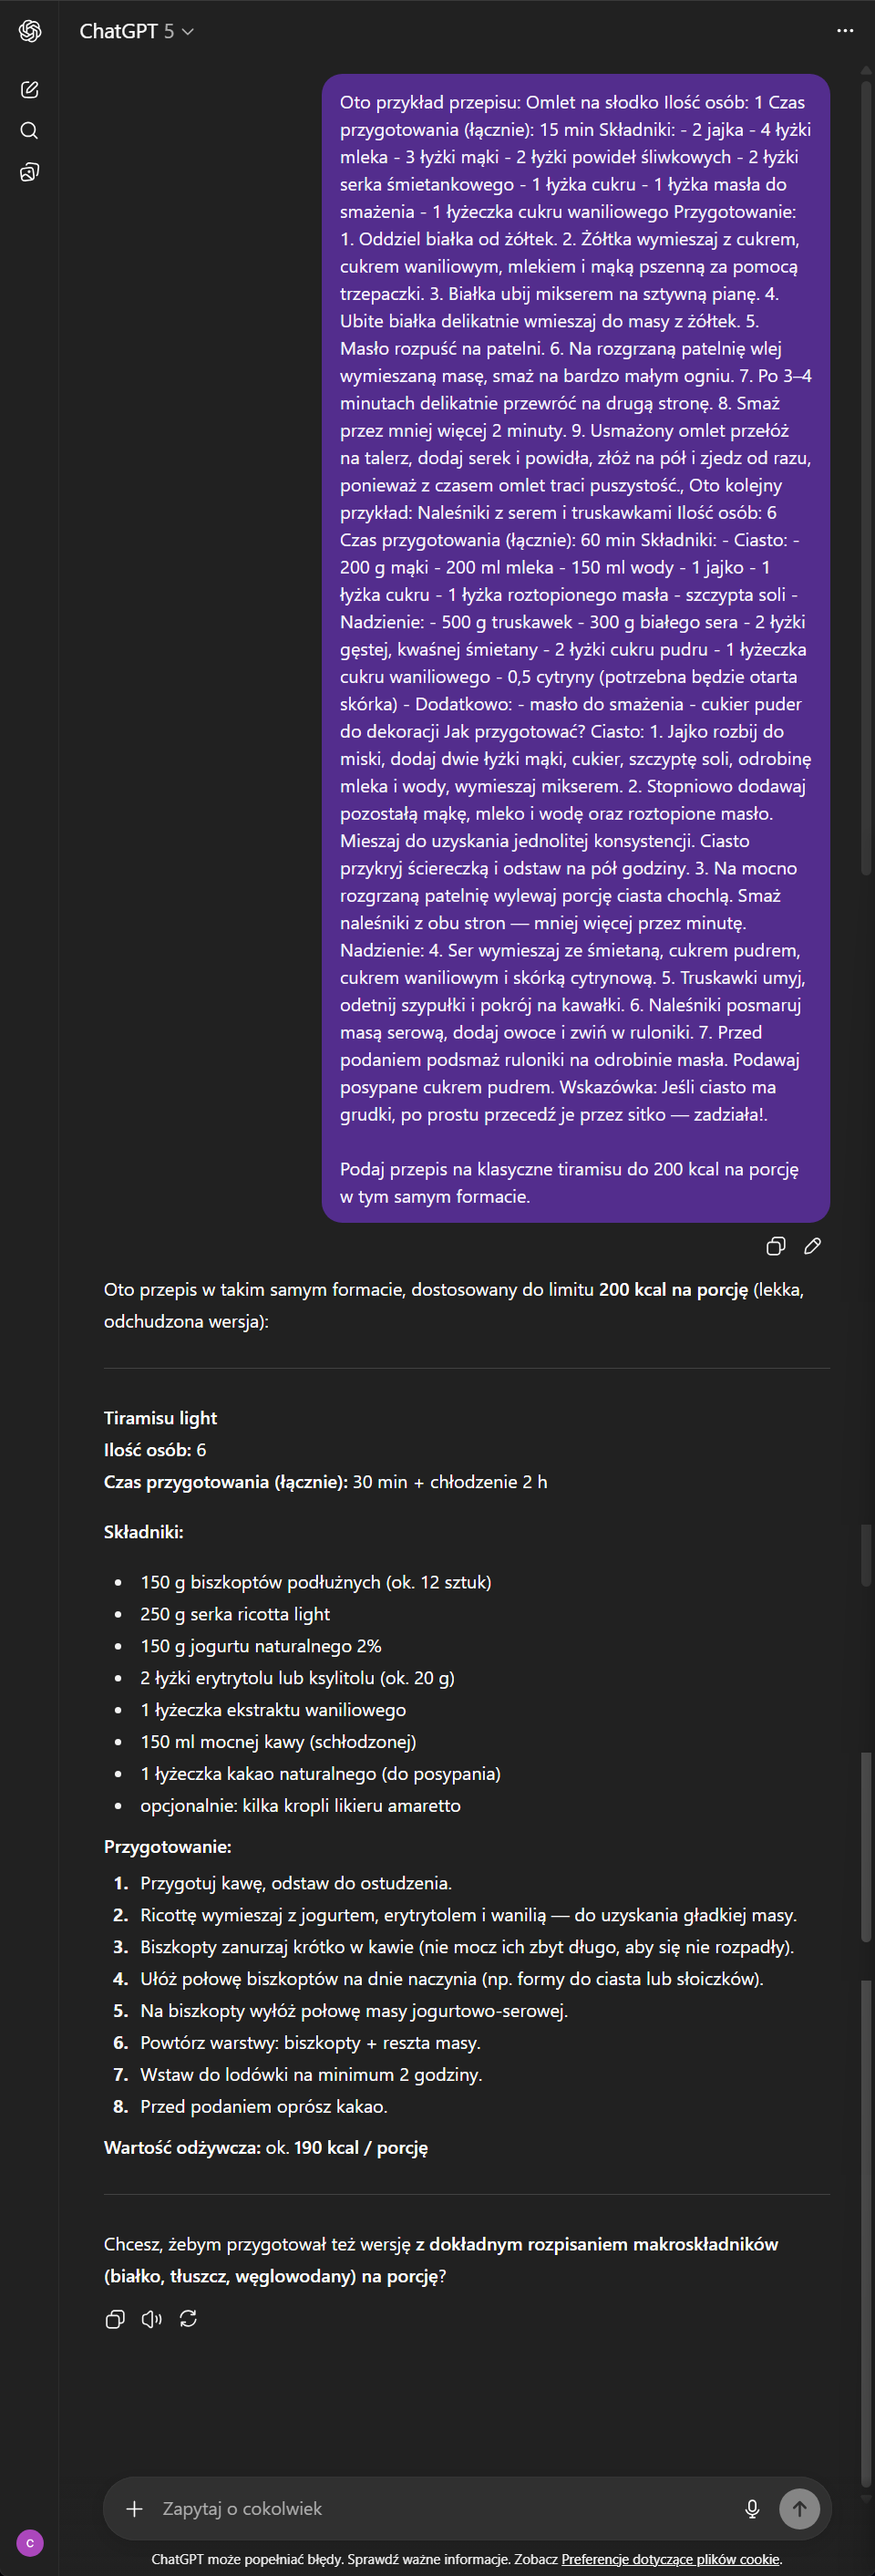 ChatGPT 5
Oto przykład przepisu: Omlet na słodko Ilość osób: 1 Czas
przygotowania (łącznie): 15 min Składniki: - 2 jajka - 4 łyżki
mleka - 3 łyżki mąki - 2 łyżki powideł śliwkowych - 2 łyżki
serka śmietankowego - 1 łyżka cukru - 1 łyżka masła do
smażenia - 1 łyżeczka cukru waniliowego Przygotowanie:
1. Oddziel białka od żółtek. 2. Żółtka wymieszaj z cukrem,
cukrem waniliowym, mlekiem i mąką pszenną za pomocą
trzepaczki. 3. Białka ubij mikserem na sztywną pianę. 4.
Ubite białka delikatnie wmieszaj do masy z żółtek. 5.
Masło rozpuść na patelni. 6. Na rozgrzaną patelnię wlej
wymieszaną masę, smaż na bardzo małym ogniu. 7. Po 3–4
minutach delikatnie przewróć na drugą stronę. 8. Smaż
przez mniej więcej 2 minuty. 9. Usmażony omlet przełóż
na talerz, dodaj serek i powidła, złóż na pół i zjedz od razu,
ponieważ z czasem omlet traci puszystość., Oto kolejny
przykład: Naleśniki z serem i truskawkami Ilość osób: 6
Czas przygotowania (łącznie): 60 min Składniki: - Ciasto: -
200 g mąki - 200 ml mleka - 150 ml wody - 1 jajko - 1
łyżka cukru - 1 łyżka roztopionego masła - szczypta soli -
Nadzienie: - 500 g truskawek - 300 g białego sera - 2 łyżki
gęstej, kwaśnej śmietany - 2 łyżki cukru pudru - 1 łyżeczka
cukru waniliowego - 0,5 cytryny (potrzebna będzie otarta
skórka) - Dodatkowo: - masło do smażenia - cukier puder
do dekoracji Jak przygotować? Ciasto: 1. Jajko rozbij do
miski, dodaj dwie łyżki mąki, cukier, szczyptę soli, odrobinę
mleka i wody, wymieszaj mikserem. 2. Stopniowo dodawaj
pozostałą mąkę, mleko i wodę oraz roztopione masło.
Mieszaj do uzyskania jednolitej konsystencji. Ciasto
przykryj ściereczką i odstaw na pół godziny. 3. Na mocno
rozgrzaną patelnię wylewaj porcję ciasta chochlą. Smaż
naleśniki z obu stron — mniej więcej przez minutę.
Nadzienie: 4. Ser wymieszaj ze śmietaną, cukrem pudrem,
cukrem waniliowym i skórką cytrynową. 5. Truskawki umyj,
odetnij szypułki i pokrój na kawałki. 6. Naleśniki posmaruj
masą serową, dodaj owoce i zwiń w ruloniki. 7. Przed
podaniem podsmaż ruloniki na odrobinie masła. Podawaj
posypane cukrem pudrem. Wskazówka: Jeśli ciasto ma
grudki, po prostu przecedź je przez sitko — zadziała!.
Podaj przepis na klasyczne tiramisu do 200 kcal na porcję
w tym samym formacie.
Oto przepis w takim samym formacie, dostosowany do limitu 200 kcal na porcję (lekka,
odchudzona wersja):
Tiramisu light
Ilość osób: 6
Czas przygotowania (łącznie): 30 min + chłodzenie 2 h
Składniki:
• 150 g biszkoptów podłużnych (ok. 12 sztuk)
• 250 g serka ricotta light
• 150 g jogurtu naturalnego 2%
• 2 łyżki erytrytolu lub ksylitolu (ok. 20 g)
• 1 łyżeczka ekstraktu waniliowego
• 150 ml mocnej kawy (schłodzonej)
• 1 łyżeczka kakao naturalnego (do posypania)
• opcjonalnie: kilka kropli likieru amaretto
Przygotowanie:
1. Przygotuj kawę, odstaw do ostudzenia.
2. Ricottę wymieszaj z jogurtem, erytrytolem i wanilią — do uzyskania gładkiej masy.
3. Biszkopty zanurzaj krótko w kawie (nie mocz ich zbyt długo, aby się nie rozpadły).
4. Ułóż połowę biszkoptów na dnie naczynia (np. formy do ciasta lub słoiczków).
5. Na biszkopty wyłóż połowę masy jogurtowo-serowej.
6. Powtórz warstwy: biszkopty + reszta masy.
7. Wstaw do lodówki na minimum 2 godziny.
8. Przed podaniem oprósz kakao.
Wartość odżywcza: ok. 190 kcal / porcję
Chcesz, żebym przygotował też wersję z dokładnym rozpisaniem makroskładników
(białko, tłuszcz, węglowodany) na porcję?
Zapytaj o cokolwiek
C
ChatGPT może popełniać błędy. Sprawdź ważne informacje. Zobacz Preferencje dotyczące plików cookie.